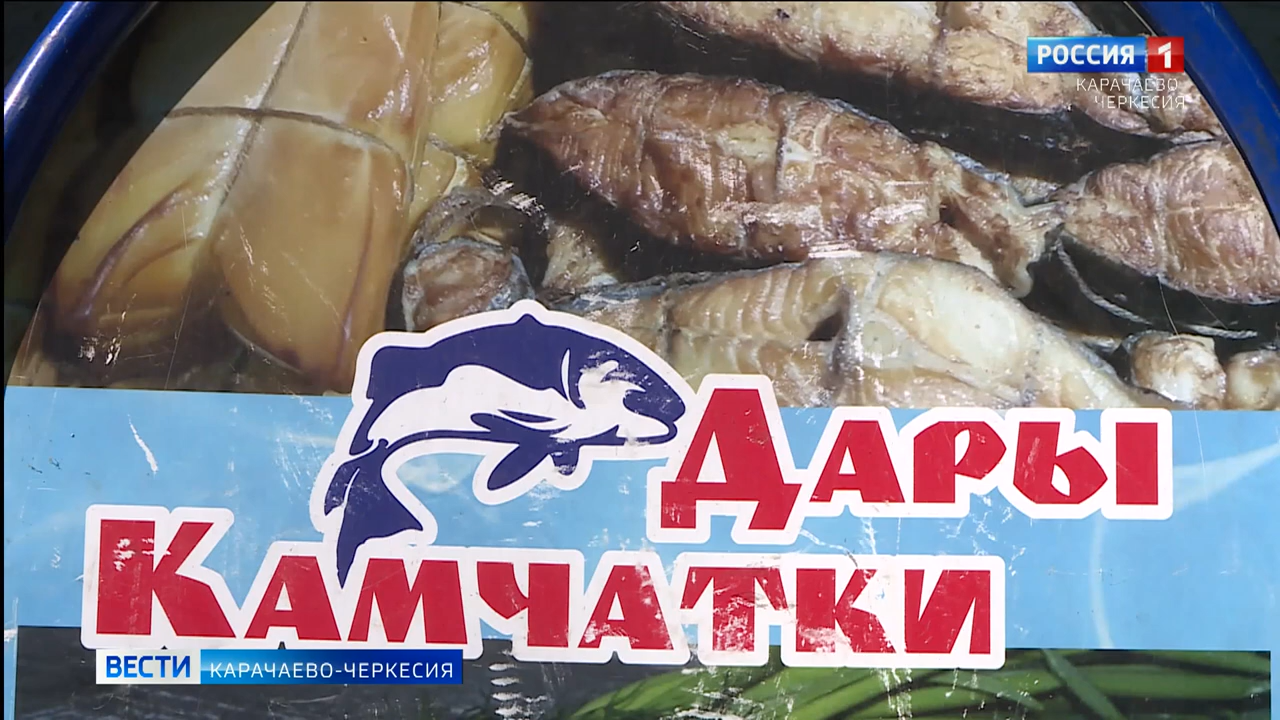 РОССИЯ 1
КАРАЧАЕВО-
ЧЕРКЕСИЯ
ДАРЫ
КАМЧАТКИ
ВЕСТИ КАРАЧАЕВО-ЧЕРКЕСИЯ